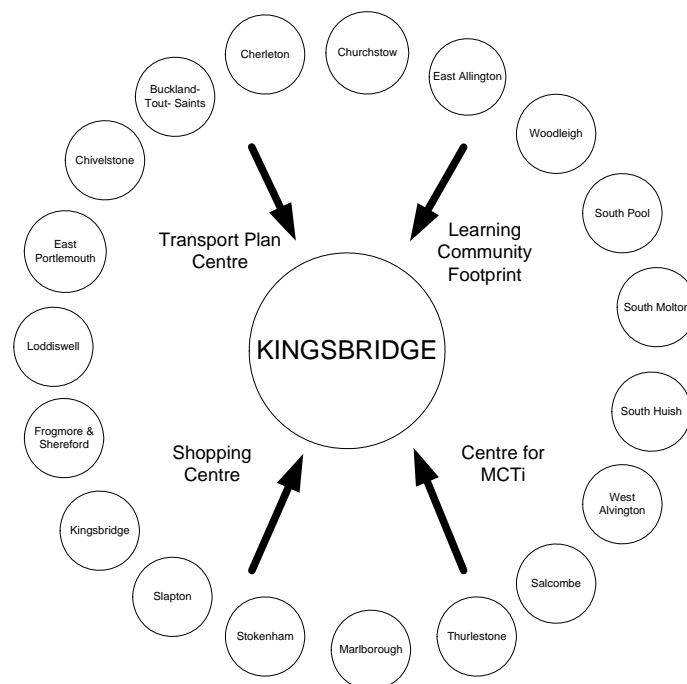 Cherleton
Churchstow
East Allington
Buckland-
Tout- Saints
Woodleigh
Chivelstone
South Pool
East
Portlemouth
Transport Plan
Centre
Learning
Community
Footprint
South Molton
Loddiswell
KINGSBRIDGE
South Huish
Frogmore &
Shereford
Shopping
Centre
Centre for
MCTi
West
Alvington
Kingsbridge
Salcombe
Slapton
Stokenham
Marlborough
Thurlestone